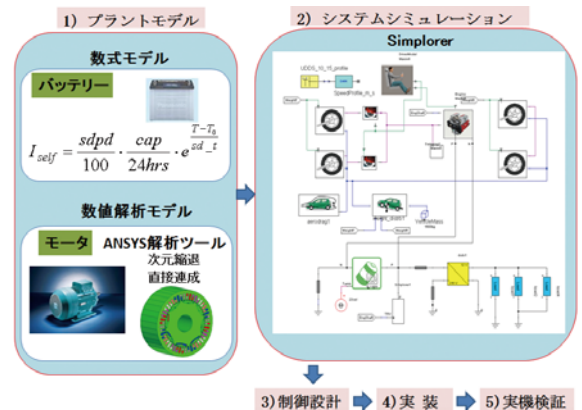 1) プラントモデル
2) システムシミュレーション
数式モデル
バッテリー
I_self = sdpd/100 · cap/24hrs · e^((T-T_0)/sd_t)
数値解析モデル
モータ ANSYS解析ツール
次元縮退
直接連成
Simplorer
UDDS_10_15_profile
SpeedProfile_m_s
aerodrag1
VehicleMass
3)制御設計
4)実 装
5)実機検証